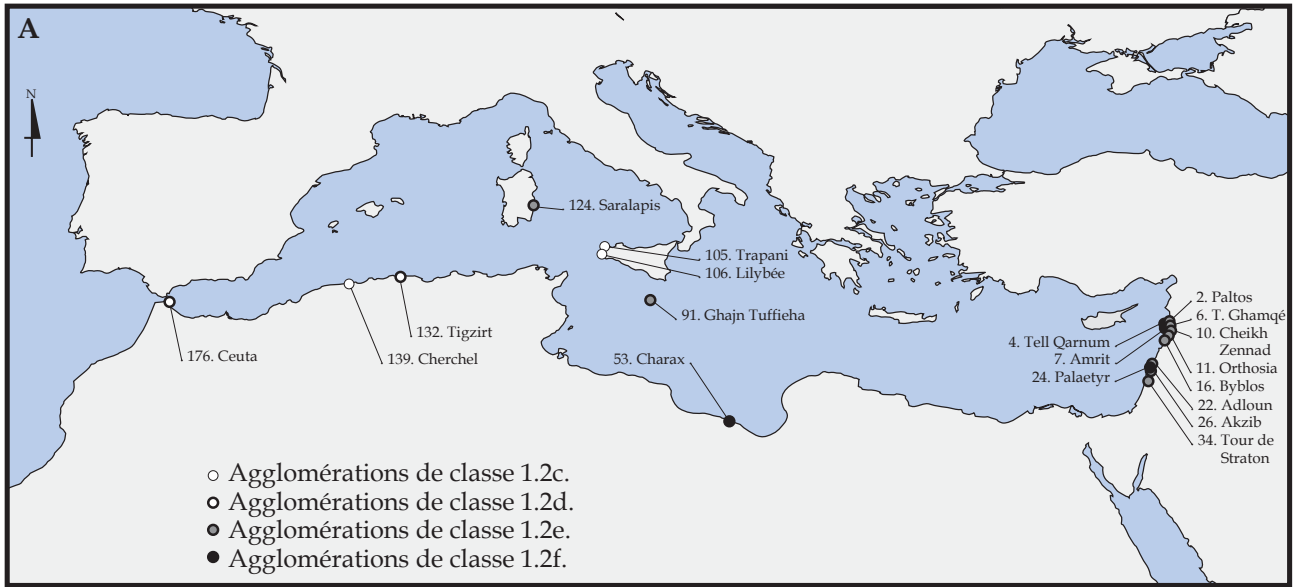 A
N
124. Saralapis
105. Trapani
106. Lilybée
91. Ghajn Tuffieha
132. Tigzirt
139. Cherchel
176. Ceuta
53. Charax
2. Paltos
6. T. Ghamqé
10. Cheikh
Zennad
4. Tell Qarnum
7. Amrit
24. Palaetyr
11. Orthosia
16. Byblos
22. Adloun
26. Akzib
34. Tour de
Straton
Agglomérations de classe 1.2c.
Agglomérations de classe 1.2d.
Agglomérations de classe 1.2e.
Agglomérations de classe 1.2f.